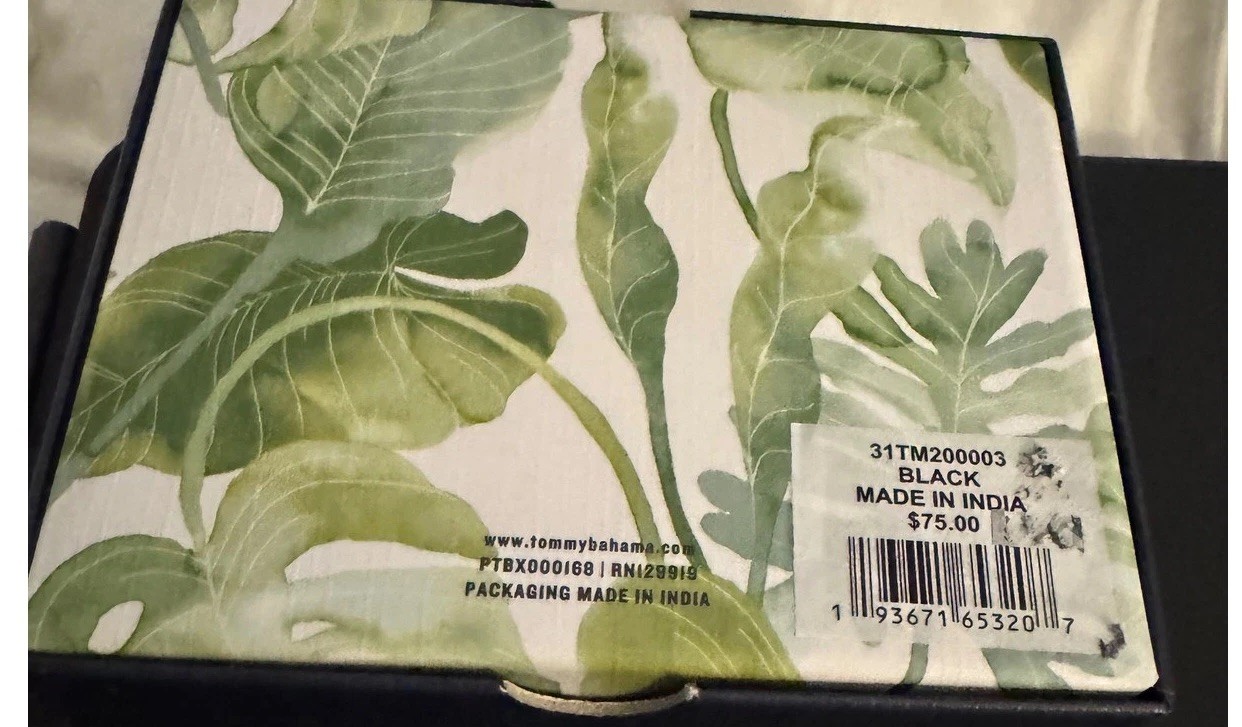 31TM200003
BLACK
MADE IN INDIA
$75.00
1 93671 65320 7
www.tommybahama.com
PTBX000168 | RN129919
PACKAGING MADE IN INDIA